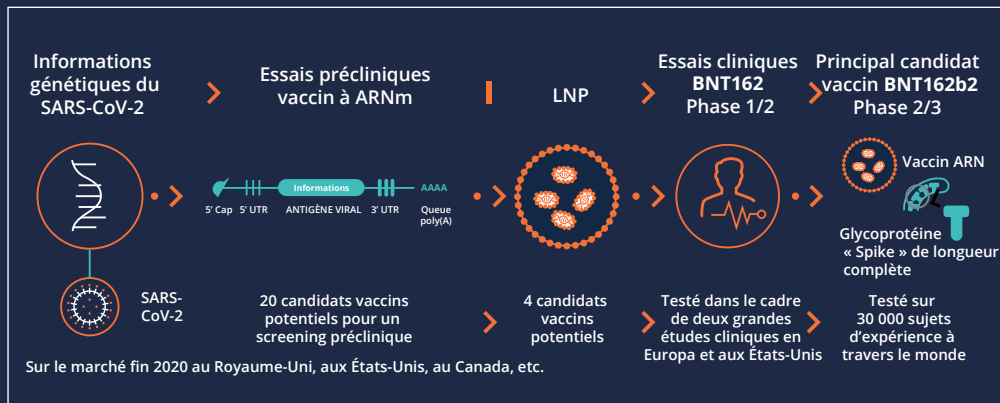 Informations
génétiques du
SARS-CoV-2
Essais précliniques
vaccin à ARNm
LNP
Essais cliniques
BNT162
Phase 1/2
Principal candidat
vaccin BNT162b2
Phase 2/3
Informations
AAAA
5' Cap
5' UTR
ANTIGÈNE VIRAL
3' UTR
Queue
poly(A)
Vaccin ARN
Glycoprotéine
« Spike » de longueur
complète
SARS-
CoV-2
20 candidats vaccins
potentiels pour un
screening préclinique
4 candidats
vaccins
potentiels
Testé dans le cadre
de deux grandes
études cliniques en
Europa et aux États-Unis
Testé sur
30 000 sujets
d’expérience à
travers le monde
Sur le marché fin 2020 au Royaume-Uni, aux États-Unis, au Canada, etc.